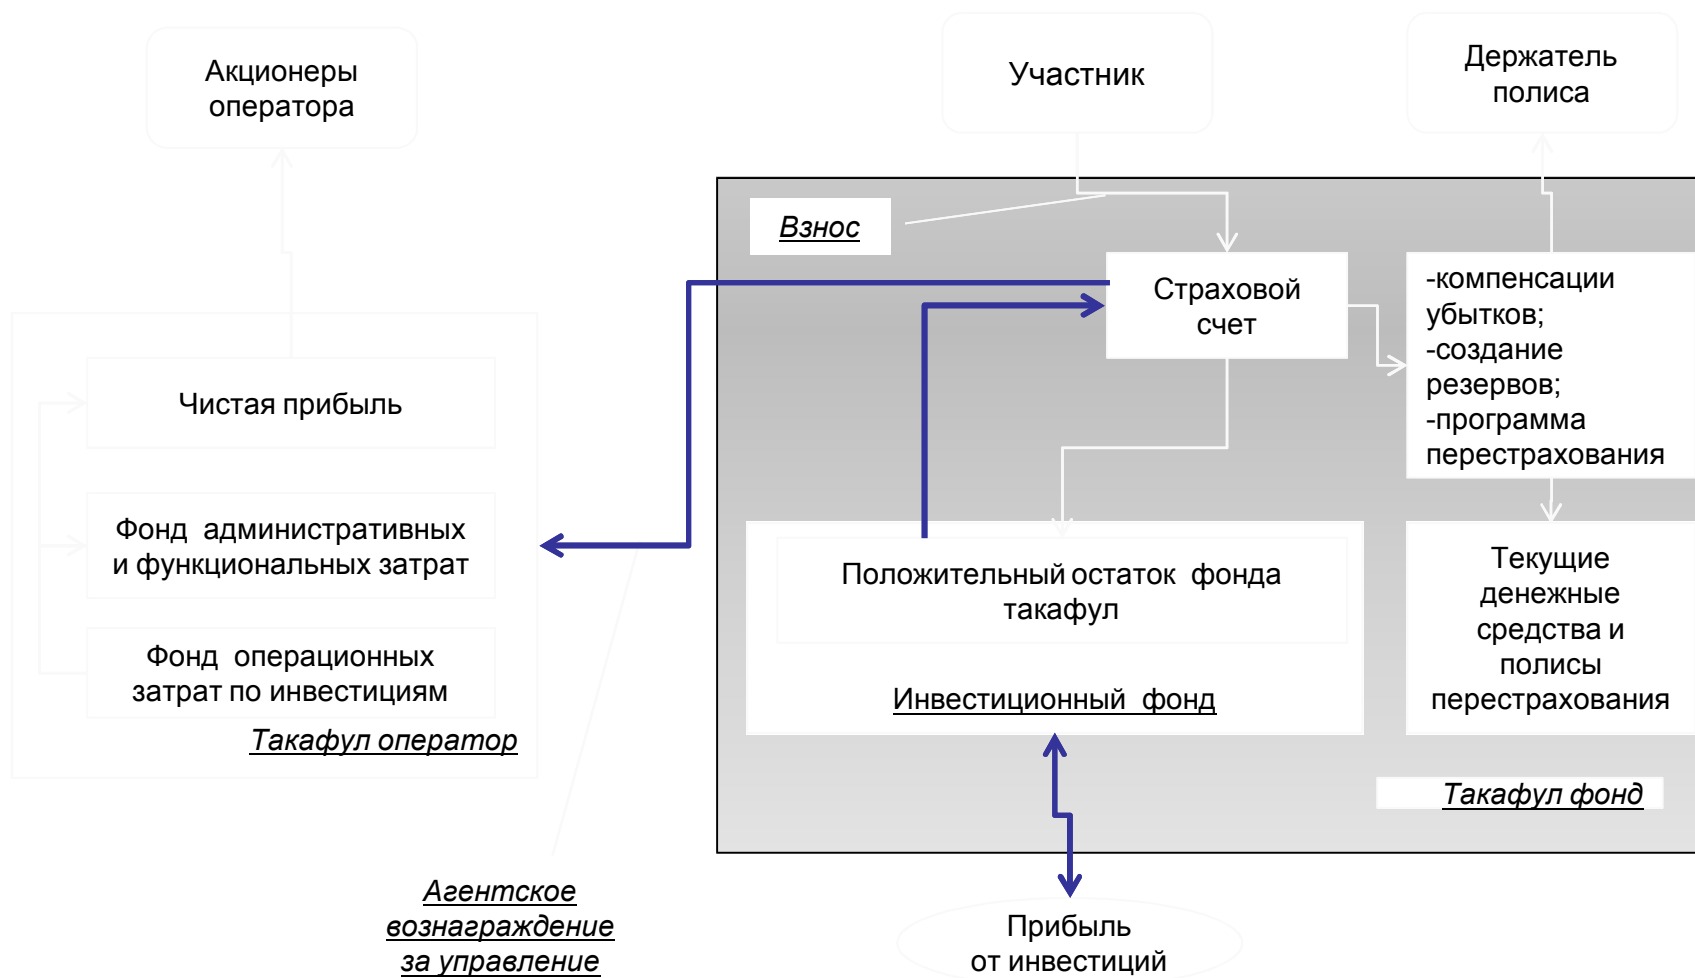 Акционеры
оператора
Участник
Держатель
полиса
Взнос
Страховой
счет
-компенсации
убытков;
-создание
резервов;
-программа
перестрахования
Чистая прибыль
Фонд административных
и функциональных затрат
Фонд операционных
затрат по инвестициям
Такафул оператор
Положительный остаток фонда
такафул
Инвестиционный фонд
Текущие
денежные
средства и
полисы
перестрахования
Такафул фонд
Агентское
вознаграждение
за управление
Прибыль
от инвестиций